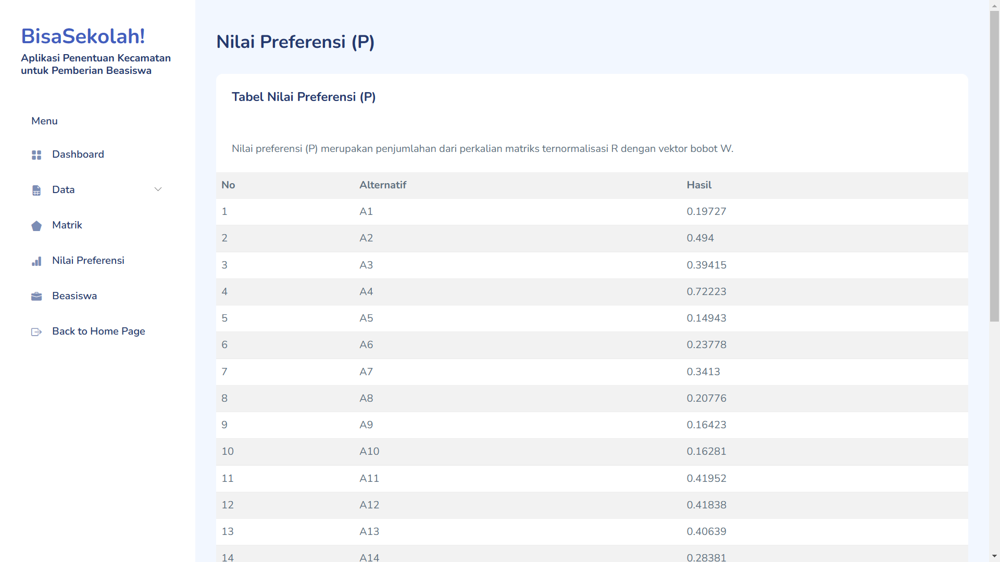 BisaSekolah!
Aplikasi Penentuan Kecamatan
untuk Pemberian Beasiswa
Menu
Dashboard
Data
Matrik
Nilai Preferensi
Beasiswa
Back to Home Page
Nilai Preferensi (P)
Tabel Nilai Preferensi (P)
Nilai preferensi (P) merupakan penjumlahan dari perkalian matriks ternormalisasi R dengan vektor bobot W.
No Alternatif Hasil
1 A1 0.19727
2 A2 0.494
3 A3 0.39415
4 A4 0.72223
5 A5 0.14943
6 A6 0.23778
7 A7 0.3413
8 A8 0.20776
9 A9 0.16423
10 A10 0.16281
11 A11 0.41952
12 A12 0.41838
13 A13 0.40639
14 A14 0.28381